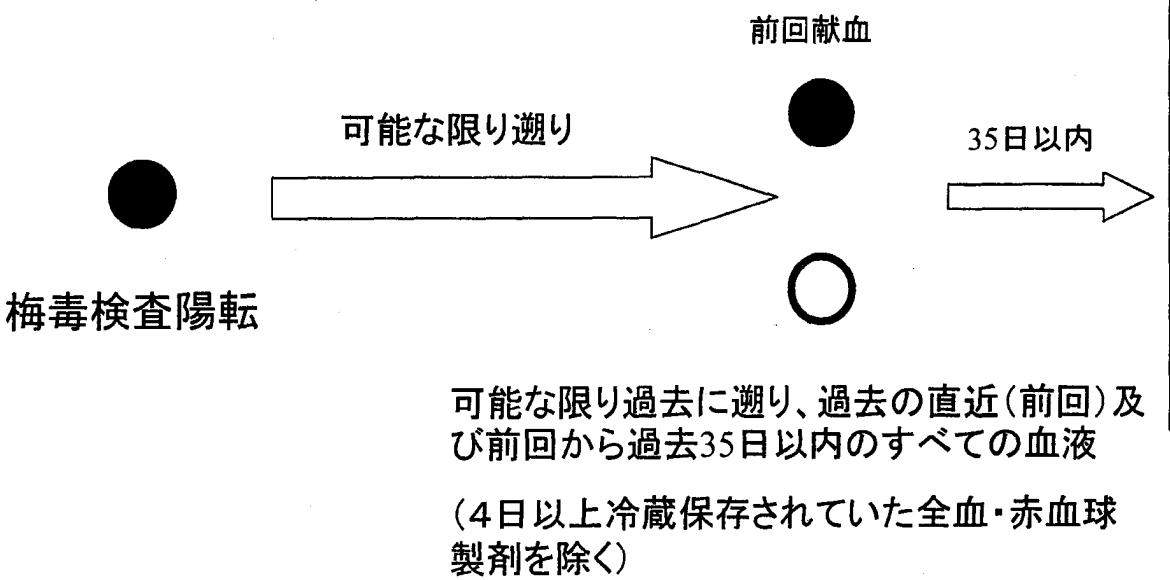 前回献血
可能な限り遡り
35日以内
梅毒検査陽転
可能な限り過去に遡り、過去の直近(前回)及
び前回から過去35日以内のすべての血液
(4日以上冷蔵保存されていた全血・赤血球
製剤を除く)